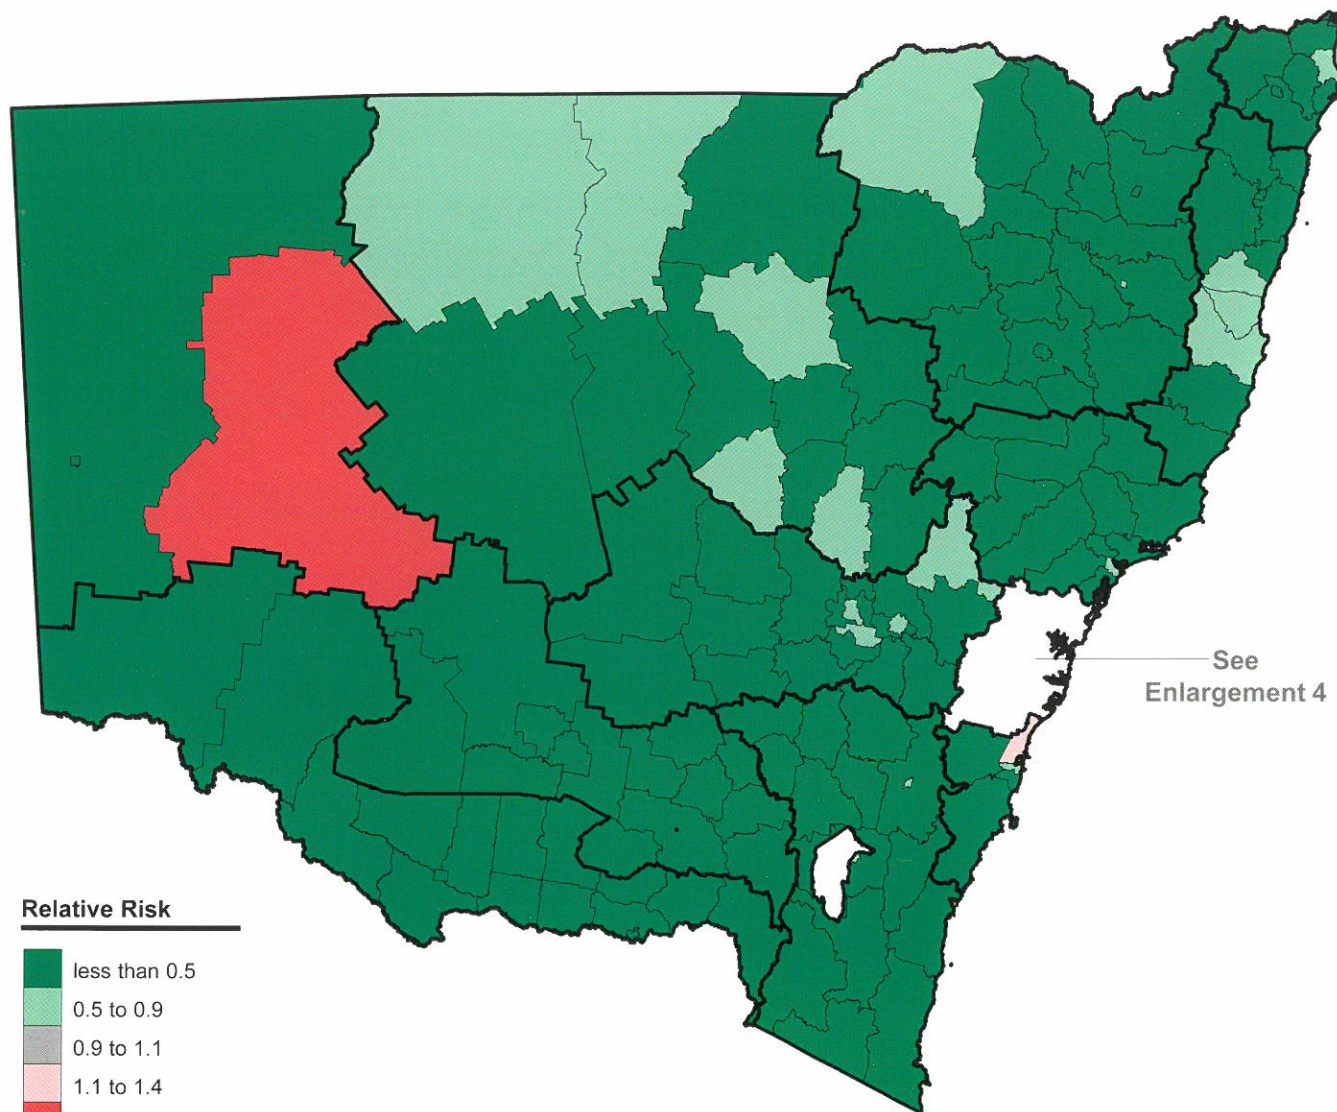 See
Enlargement 4
Relative Risk
less than 0.5
0.5 to 0.9
0.9 to 1.1
1.1 to 1.4